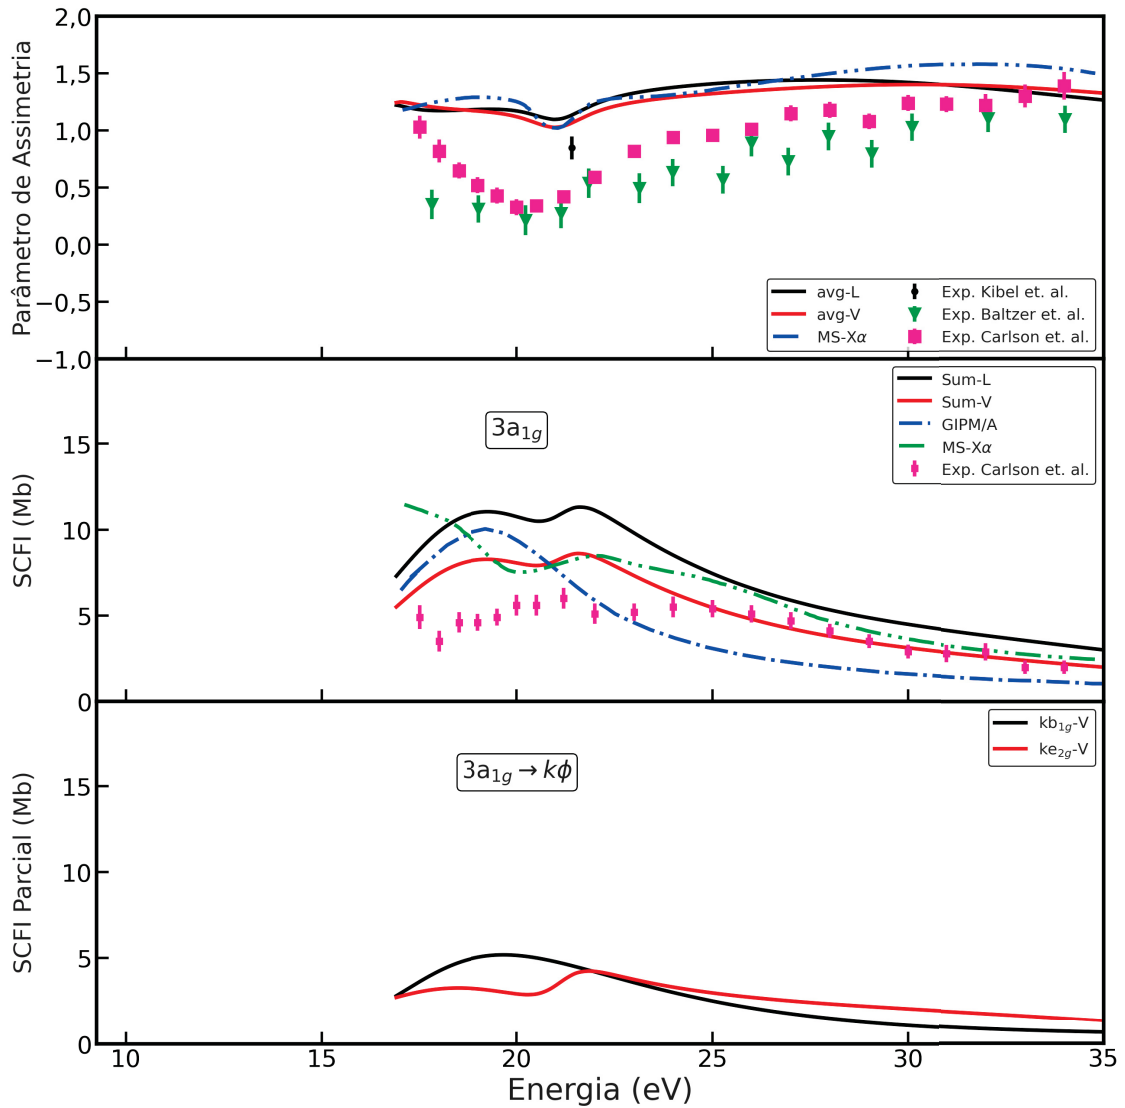 2,0
1,5
1,0
0,5
0,0
−0,5
−1,0
Parâmetro de Assimetria
avg-L
avg-V
MS-Xα
Exp. Kibel et. al.
Exp. Baltzer et. al.
Exp. Carlson et. al.
15
10
5
0
SCFI (Mb)
3a1g
Sum-L
Sum-V
GIPM/A
MS-Xα
Exp. Carlson et. al.
15
10
5
0
SCFI Parcial (Mb)
3a1g → kϕ
kb1g-V
ke2g-V
10 15 20 25 30 35
Energia (eV)